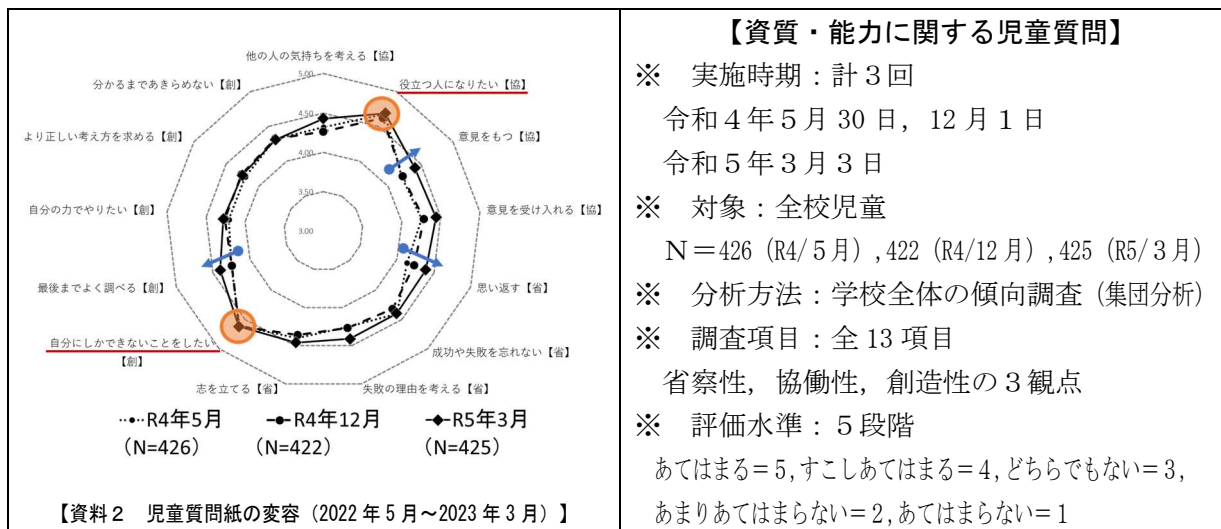 他の人の気持ちを考える【協】
役立つ人になりたい【協】
意見をもつ【協】
意見を受け入れる【協】
思い返す【省】
成功や失敗を忘れない【省】
失敗の理由を考える【省】
志を立てる【省】
自分にしかできないことをしたい
【創】
最後までよく調べる【創】
自分の力でやりたい【創】
より正しい考え方を求める【創】
分かるまであきらめない【創】
5.00
4.50
4.00
3.50
3.00
R4年5月
(N=426)
R4年12月
(N=422)
R5年3月
(N=425)
【資料2 児童質問紙の変容（2022年5月～2023年3月）】
【資質・能力に関する児童質問】
※ 実施時期：計3回
令和4年5月30日，12月1日
令和5年3月3日
※ 対象：全校児童
N＝426（R4/5月）,422（R4/12月）,425（R5/3月）
※ 分析方法：学校全体の傾向調査（集団分析）
※ 調査項目：全13項目
省察性，協働性，創造性の3観点
※ 評価水準：5段階
あてはまる＝5,すこしあてはまる＝4,どちらでもない＝3,
あまりあてはまらない＝2,あてはまらない＝1